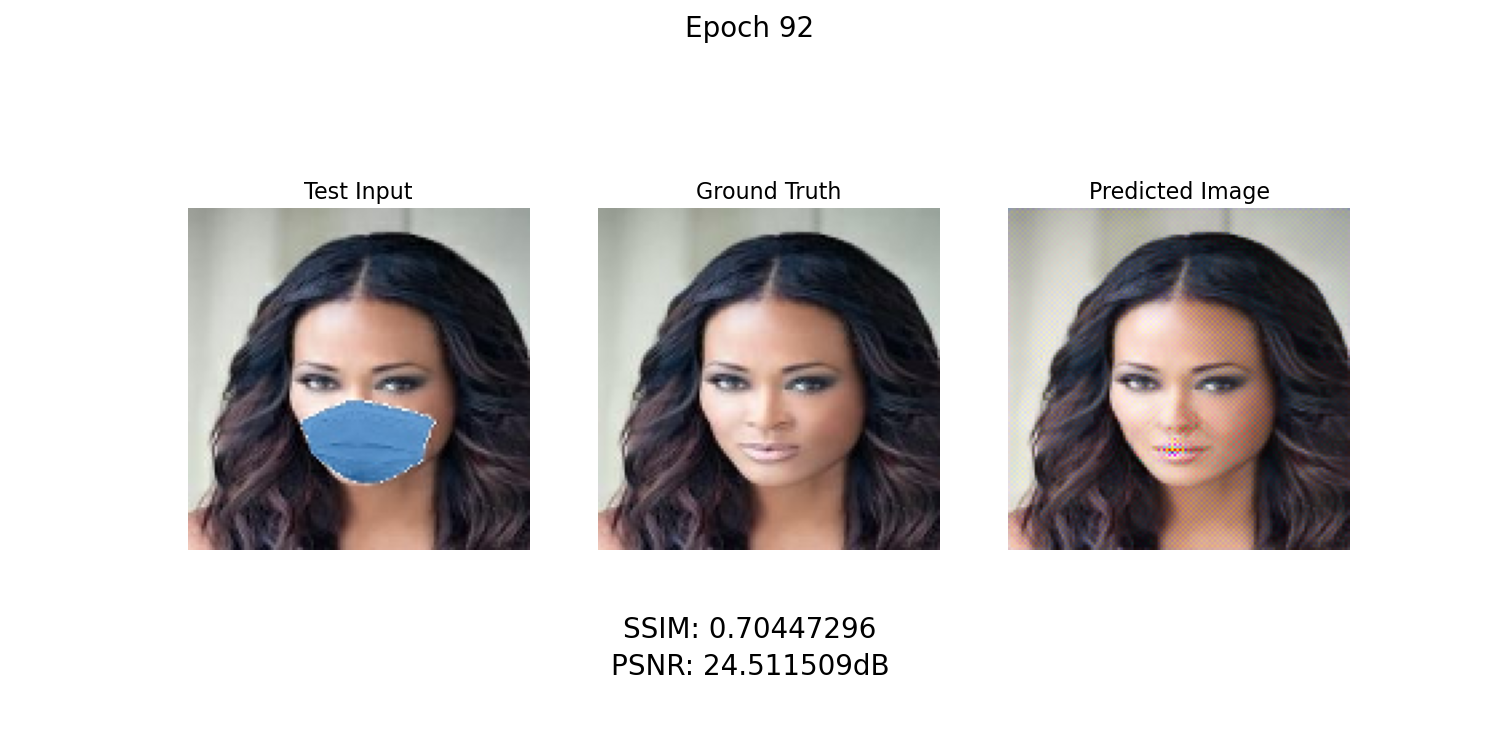 Epoch 92
Test Input
Ground Truth
Predicted Image
SSIM: 0.70447296
PSNR: 24.511509dB